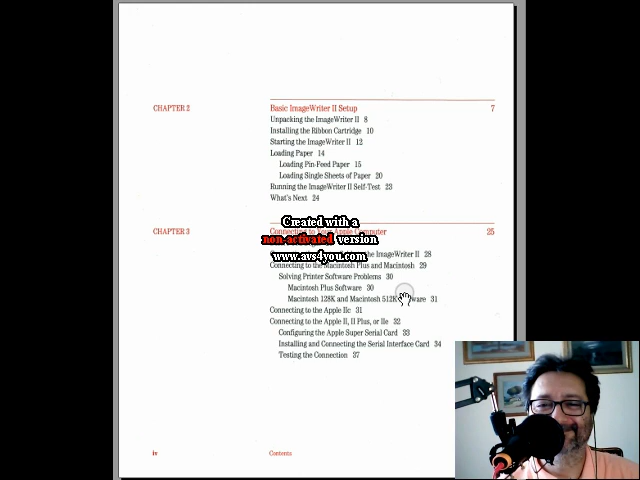 CHAPTER 2
Basic ImageWriter II Setup 7
Unpacking the ImageWriter II 8
Installing the Ribbon Cartridge 10
Starting the ImageWriter II 12
Loading Paper 14
Loading Pin-Feed Paper 15
Loading Single Sheets of Paper 20
Running the ImageWriter II Self-Test 23
What's Next 24
CHAPTER 3
Connecting to Your Apple Computer 25
Created with a
non-activated version
www.avs4you.com
the ImageWriter II 28
Connecting to the Macintosh Plus and Macintosh 29
Solving Printer Software Problems 30
Macintosh Plus Software 30
Macintosh 128K and Macintosh 512K 31
Connecting to the Apple IIc 31
Connecting to the Apple II, II Plus, or IIe 32
Configuring the Apple Super Serial Card 33
Installing and Connecting the Serial Interface Card 34
Testing the Connection 37
iv
Contents